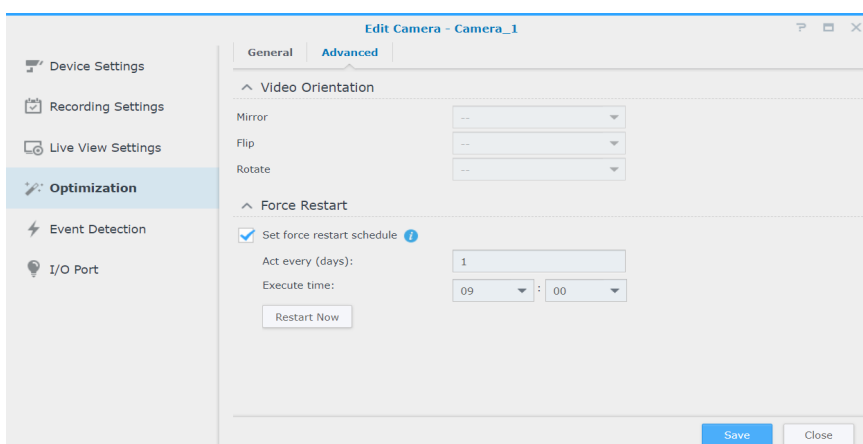 Edit Camera - Camera_1
Device Settings
Recording Settings
Live View Settings
Optimization
Event Detection
I/O Port
General Advanced
Video Orientation
Mirror --
Flip --
Rotate --
Force Restart
Set force restart schedule
Act every (days): 1
Execute time: 09 : 00
Restart Now
Save Close